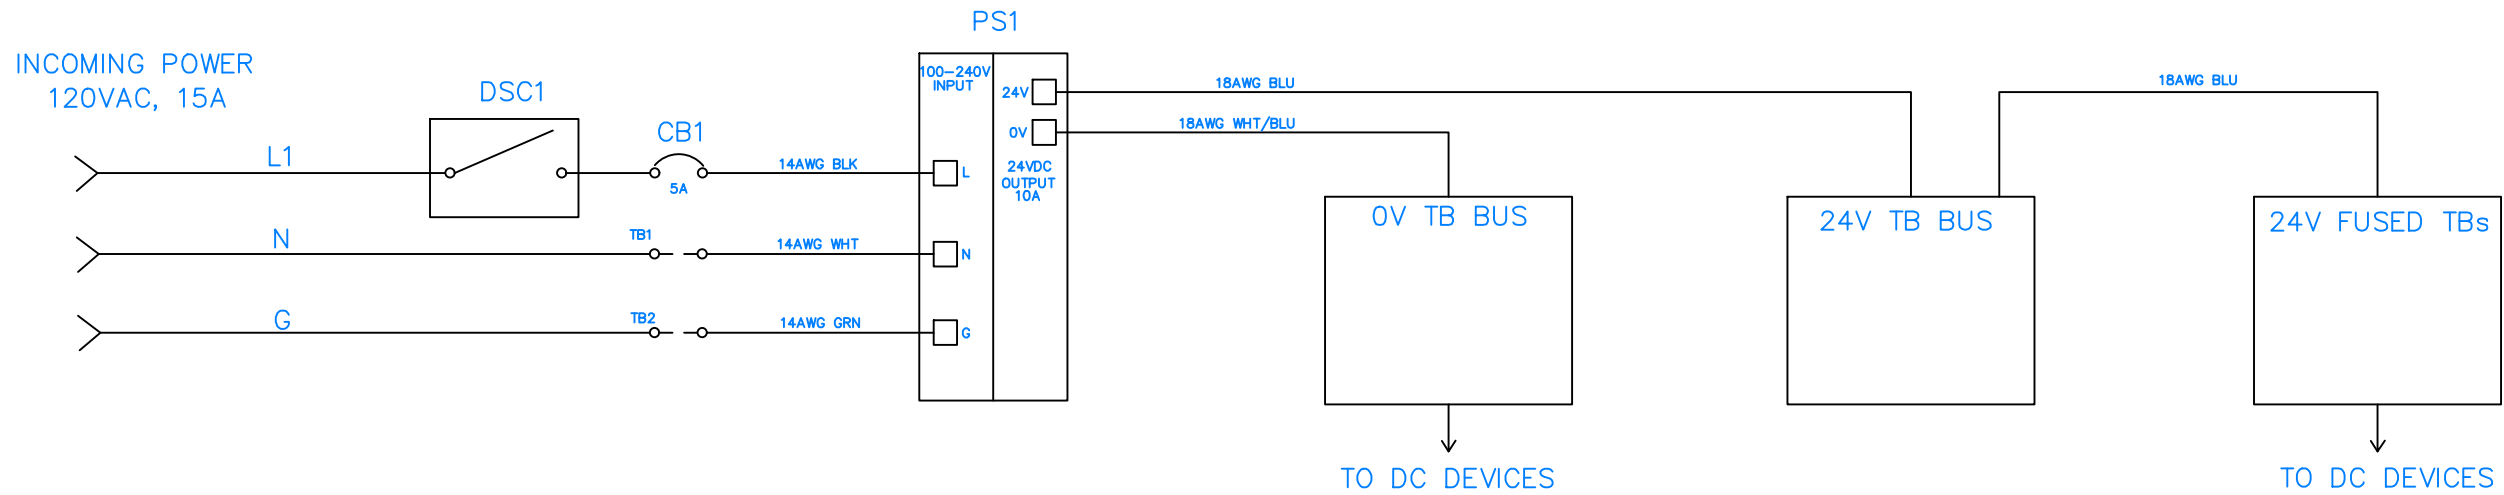 PS1
INCOMING POWER
120VAC, 15A
DSC1
100-240V
INPUT
24V
18AWG BLU
18AWG BLU
CB1
0V
18AWG WHT/BLU
L1
5A
14AWG BLK
L
24DC
OUTPUT
10A
N
TB1
14AWG WHT
N
0V TB BUS
24V TB BUS
24V FUSED TBs
G
TB2
14AWG GRN
G
TO DC DEVICES
TO DC DEVICES